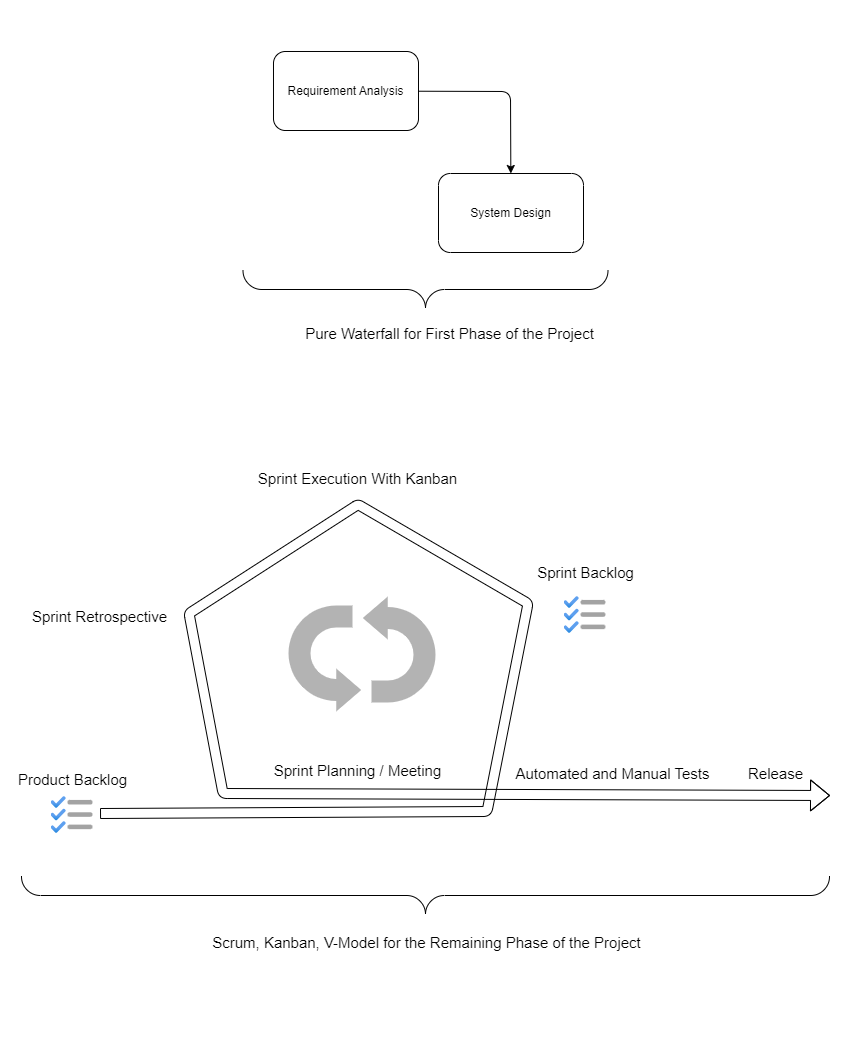 Requirement Analysis
System Design
Pure Waterfall for First Phase of the Project
Sprint Execution With Kanban
Sprint Backlog
Sprint Retrospective
Sprint Planning / Meeting
Automated and Manual Tests
Release
Product Backlog
Scrum, Kanban, V-Model for the Remaining Phase of the Project